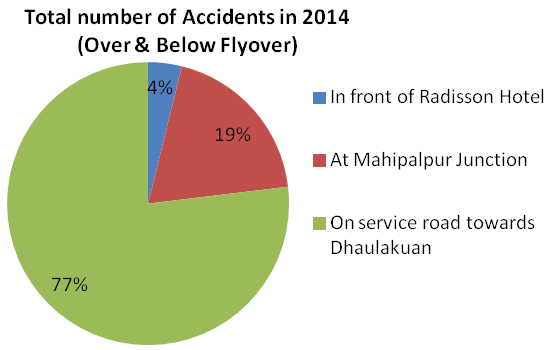 Total number of Accidents in 2014
(Over & Below Flyover)
4%
19%
77%
In front of Radisson Hotel
At Mahipalpur Junction
On service road towards
Dhaulakuan